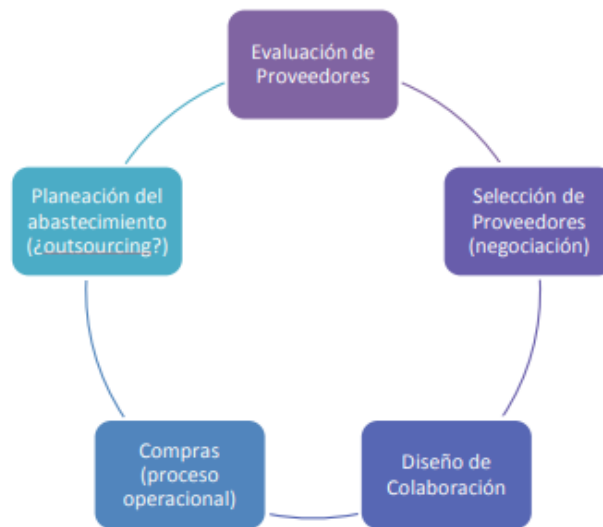 Evaluación de
Proveedores
Selección de
Proveedores
(negociación)
Diseño de
Colaboración
Compras
(proceso
operacional)
Planeación del
abastecimiento
(¿outsourcing?)